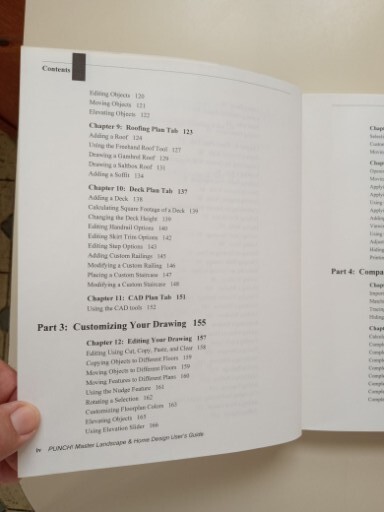 Contents
Editing Objects 120
Moving Objects 121
Elevating Objects 122
Chapter 9: Roofing Plan Tab 123
Adding a Roof 124
Using the Freehand Roof Tool 127
Drawing a Gambrel Roof 129
Drawing a Saltbox Roof 131
Adding a Soffit 134
Chapter 10: Deck Plan Tab 137
Adding a Deck 138
Calculating Square Footage of a Deck 139
Changing the Deck Height 139
Editing Handrail Options 140
Editing Skirt Trim Options 142
Editing Step Options 143
Adding Custom Railings 145
Modifying a Custom Railing 146
Placing a Custom Staircase 147
Modifying a Custom Staircase 148
Chapter 11: CAD Plan Tab 151
Using the CAD tools 152
Part 3: Customizing Your Drawing 155
Chapter 12: Editing Your Drawing 157
Editing Using Cut, Copy, Paste, and Clear 158
Copying Objects to Different Floors 159
Moving Objects to Different Floors 159
Moving Features to Different Plans 160
Using the Nudge Feature 161
Rotating a Selection 162
Customizing Floorplan Colors 163
Elevating Objects 165
Using Elevation Slider 166
iv PUNCH! Master Landscape & Home Design User's Guide
Part 4: Compa